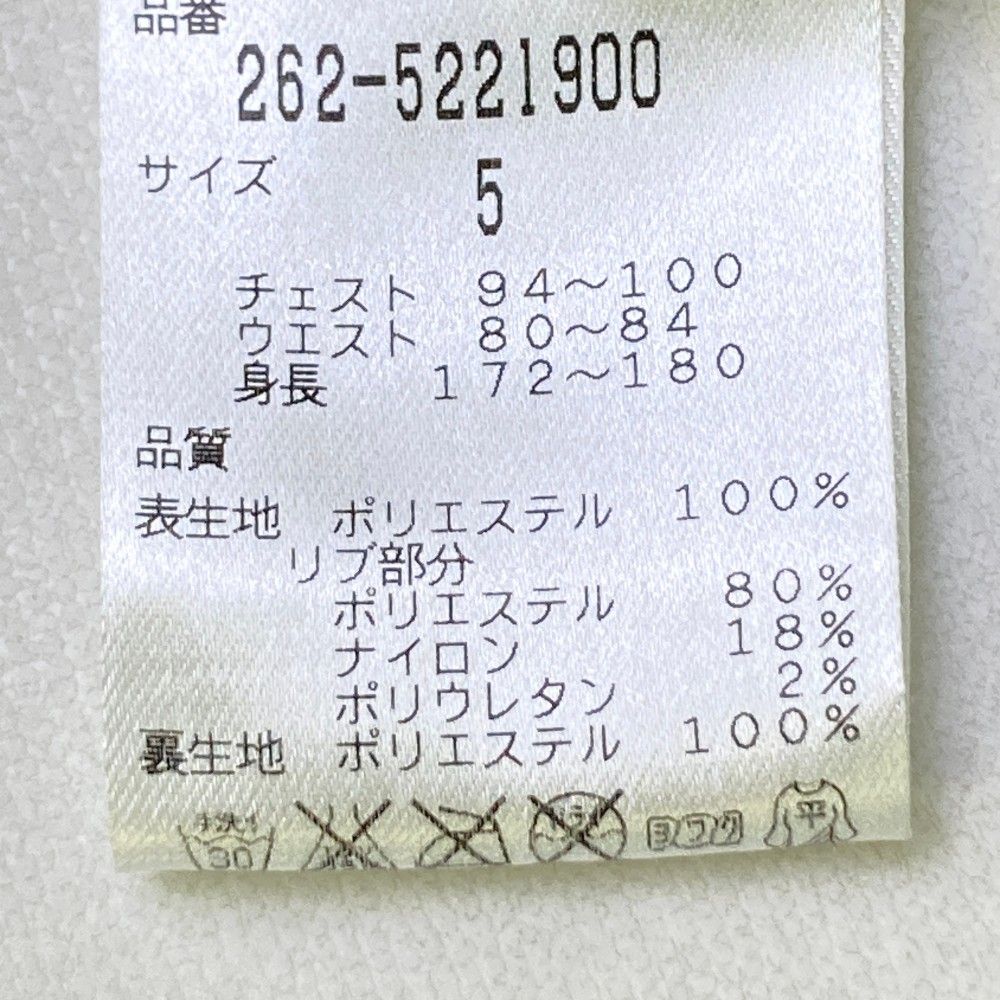 品番
262-5221900
サイズ 5
チェスト 94〜100
ウエスト 80〜84
身長 172〜180
品質
表生地 ポリエステル 100%
リブ部分
ポリエステル 80%
ナイロン 18%
ポリウレタン 2%
裏生地 ポリエステル 100%
手洗イ 30 ヨワク 平